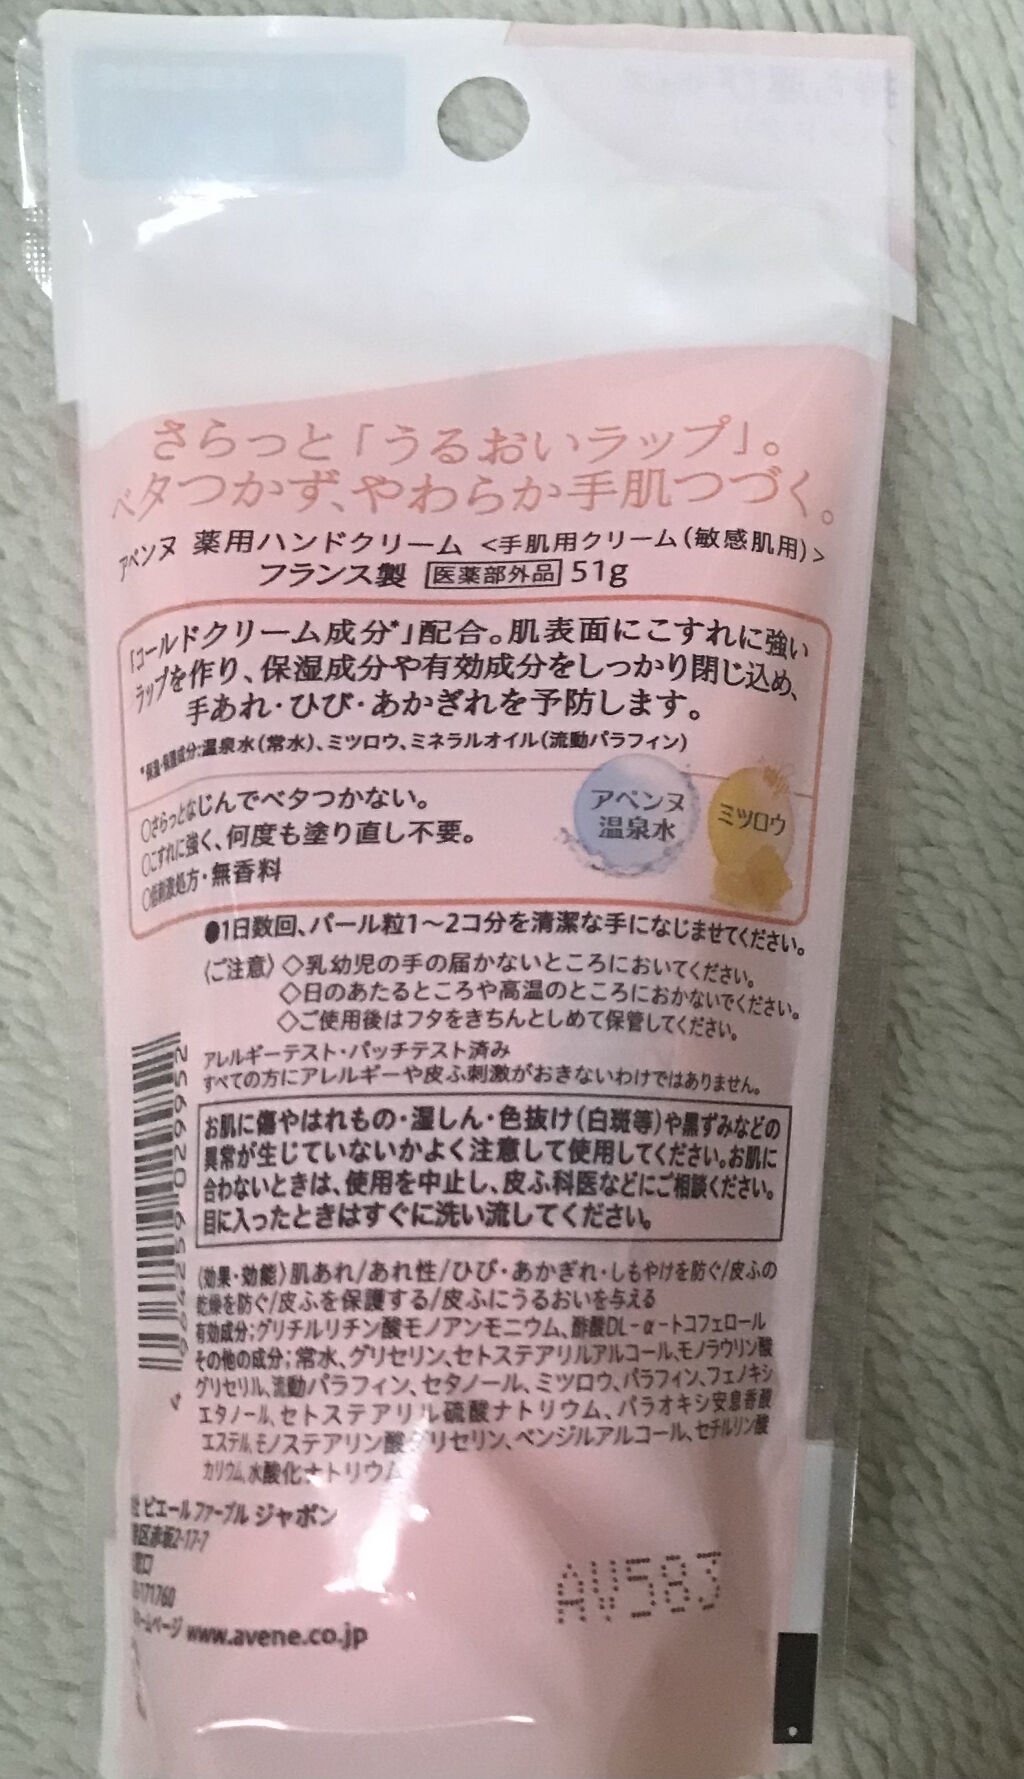 さらっと「うるおいラップ」。
ベタつかず、やわらか手肌つづく。
アベンヌ 薬用ハンドクリーム <手肌用クリーム(敏感肌用)>
フランス製 医薬部外品 51g
「コールドクリーム成分*」配合。肌表面にこすれに強い
ラップを作り、保湿成分や有効成分をしっかり閉じ込め、
手あれ・ひび・あかぎれを予防します。
*保湿・保護成分:温泉水(常水)、ミツロウ、ミネラルオイル(流動パラフィン)
○さらっとなじんでベタつかない。
○こすれに強く、何度も塗り直し不要。
○低刺激処方・無香料
アベンヌ
温泉水
ミツロウ
●1日数回、パール粒1~2コ分を清潔な手になじませてください。
〈ご注意〉◇乳幼児の手の届かないところにおいてください。
◇日のあたるところや高温のところにおかないでください。
◇ご使用後はフタをきちんとしめて保管してください。
アレルギーテスト・パッチテスト済み
すべての方にアレルギーや皮ふ刺激がおきないわけではありません。
お肌に傷やはれもの・湿しん・色抜け(白斑等)や黒ずみなどの
異常が生じていないかよく注意して使用してください。お肌に
合わないときは、使用を中止し、皮ふ科医などにご相談ください。
目に入ったときはすぐに洗い流してください。
〈効果・効能〉肌あれ/あれ性/ひび・あかぎれ・しもやけを防ぐ/皮ふの
乾燥を防ぐ/皮ふを保護する/皮ふにうるおいを与える
有効成分;グリチルリチン酸モノアンモニウム、酢酸DL-α-トコフェロール
その他の成分;常水、グリセリン、セトステアリルアルコール、モノラウリン酸
グリセリル、流動パラフィン、セタノール、ミツロウ、パラフィン、フェノキシ
エタノール、セトステアリル硫酸ナトリウム、パラオキシ安息香酸
エステル、モノステアリン酸グリセリン、ベンジルアルコール、セチルリン酸
カリウム、水酸化ナトリウム
社 ピエール ファーブル ジャポン
区赤坂2-17-7
窓口
171760
ホームページ www.avene.co.jp
AV583